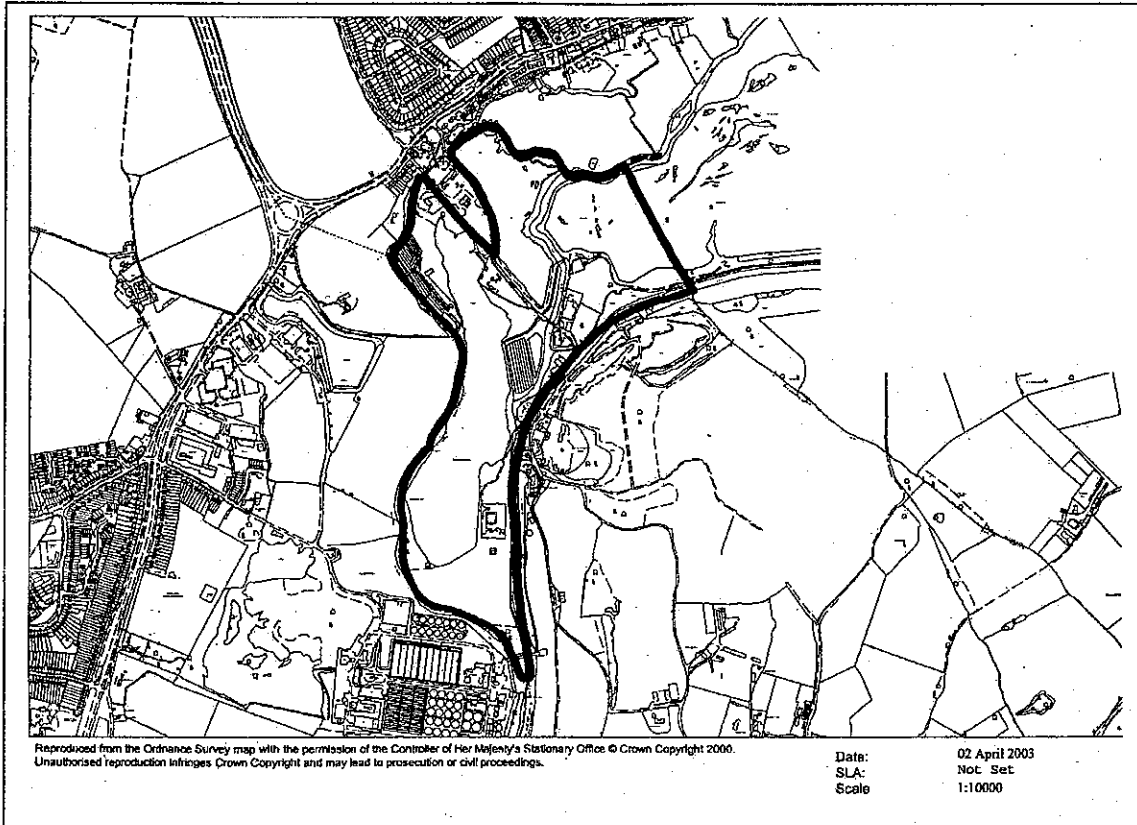 Reproduced from the Ordnance Survey map with the permission of the Controller of Her Majesty's Stationary Office © Crown Copyright 2000.
Unauthorised reproduction infringes Crown Copyright and may lead to prosecution or civil proceedings.
Date: 02 April 2003
SLA: Not Set
Scale 1:10000